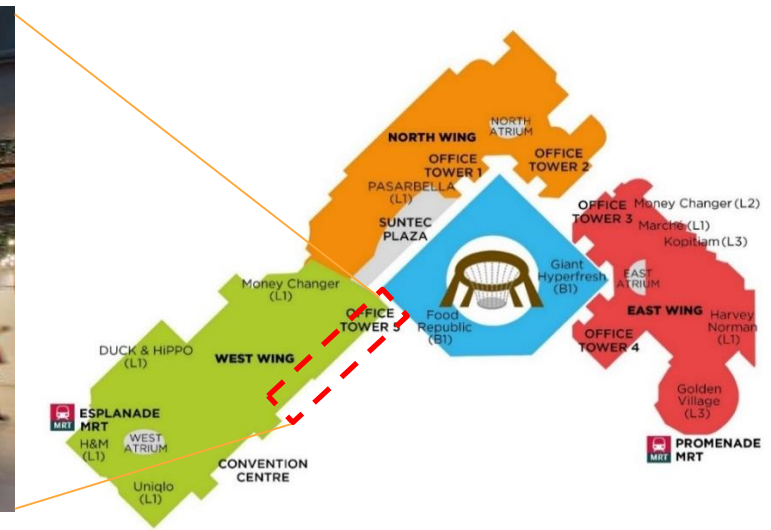 NORTH
ATRIUM
NORTH WING
OFFICE
TOWER 1
OFFICE
TOWER 2
PASARBELLA
(L1)
SUNTEC
PLAZA
OFFICE
TOWER 3
Money Changer (L2)
Marché (L1)
Kopitiam (L3)
Giant
Hyperfresh
(B1)
EAST
ATRIUM
EAST WING
Harvey
Norman
(L1)
OFFICE
TOWER 4
Golden
Village
(L3)
MRT
PROMENADE
MRT
Money Changer
(L1)
OFFICE
TOWER 5
Food
Republic
(B1)
DUCK & HiPPO
(L1)
WEST WING
MRT
ESPLANADE
MRT
H&M
(L1)
WEST
ATRIUM
Uniqlo
(L1)
CONVENTION
CENTRE